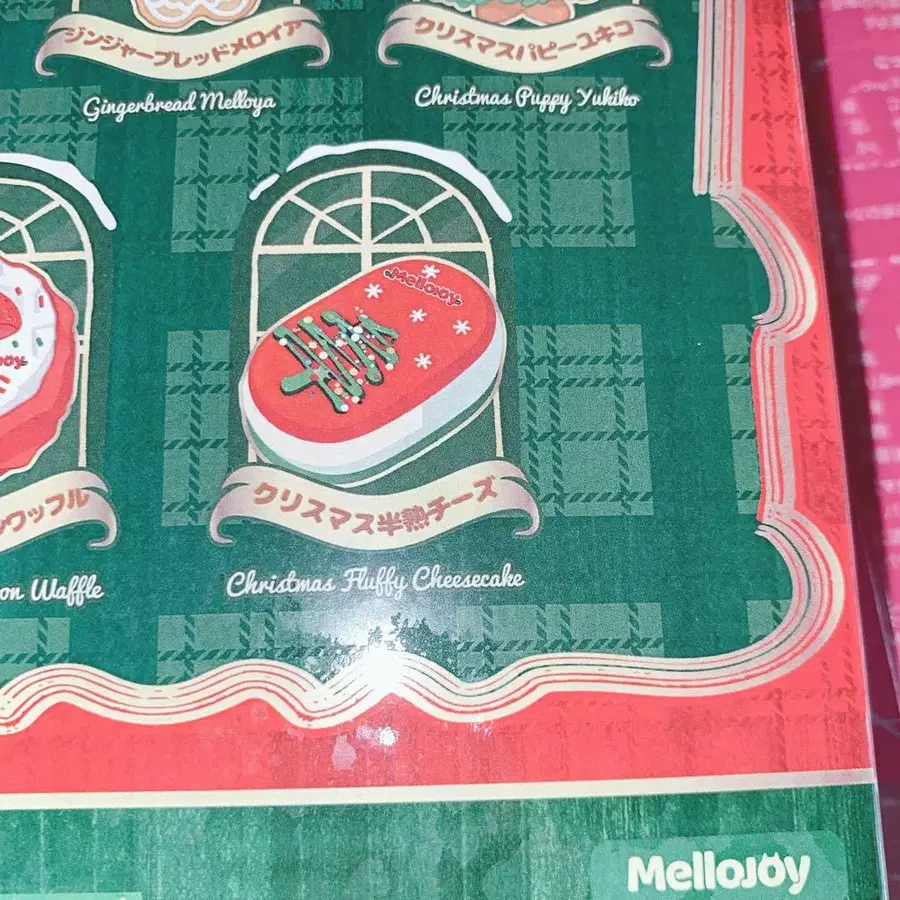 ジンジャーブレッドメロイア
クリスマスパピーユキコ
Gingerbread Melloya
Christmas Puppy Yukiko
MelloJoy
ワッフル
クリスマス半熟チーズ
on Waffle
Christmas Fluffy Cheesecake
MelloJoy